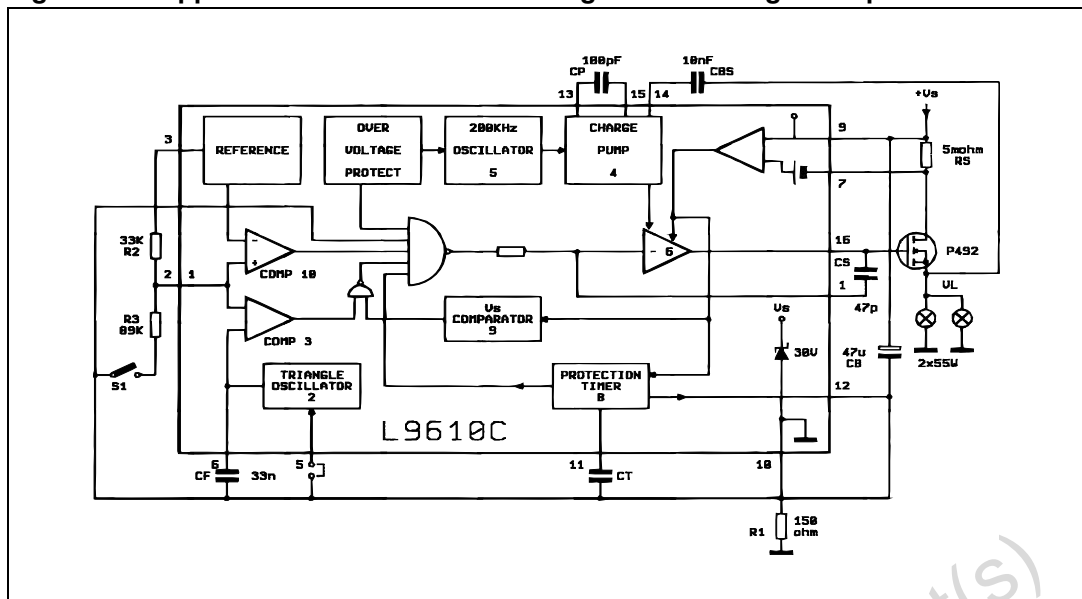 100pF
CP
10nF
CBS
13
15
14
+Vs
3
REFERENCE
OVER
VOLTAGE
PROTECT
200KHz
OSCILLATOR
5
CHARGE
PUMP
4
9
5mohm
RS
7
33K
R2
-
+
COMP 10
- 6
16
P492
CS
2
1
1
47p
VL
R3
89K
COMP 3
Vs
COMPARATOR
9
Vs
30V
47u
CB
2x55W
S1
TRIANGLE
OSCILLATOR
2
PROTECTION
TIMER
8
12
L9610C
6
CF
33n
5
11
CT
10
R1
150
ohm
t(s)